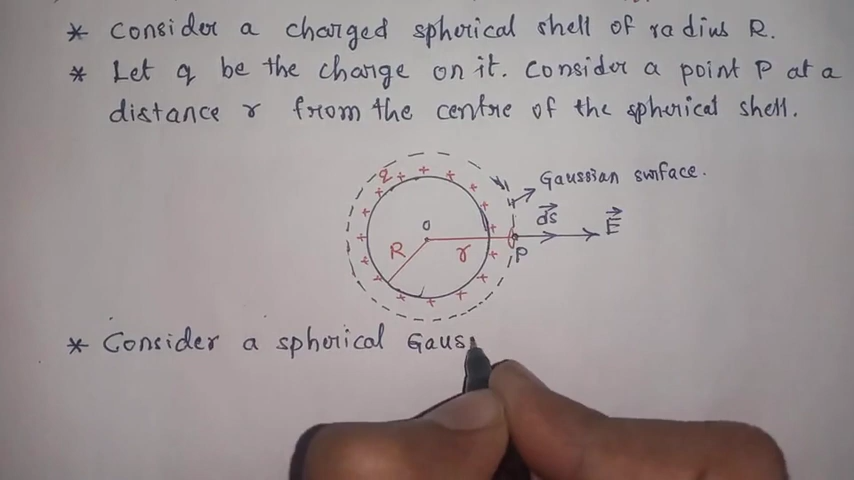 * Consider a charged spherical shell of radius R.
* Let q be the charge on it. Consider a point P at a
distance r from the centre of the spherical shell.
q
Gaussian surface.
ds
E
O
R
r
P
* Consider a spherical Gaus